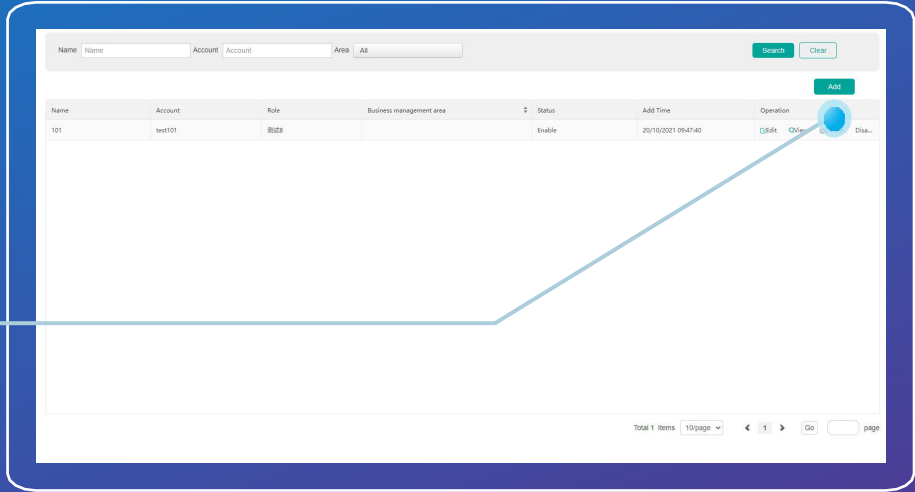 Name Name Account Account Area All Search Clear
Add
Name Account Role Business management area Status Add Time Operation
101 test101 测试B Enable 20/10/2021 09:47:40 Edit View Disa...
Total 1 Items 10/page 1 Go page